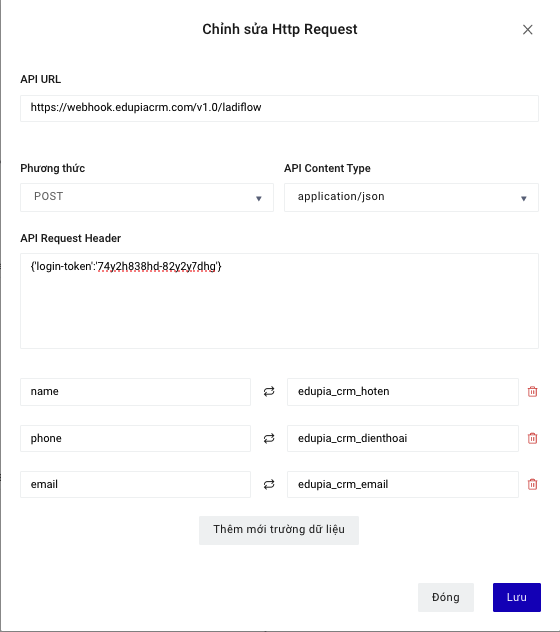 Chỉnh sửa Http Request
API URL
https://webhook.edupiacrm.com/v1.0/ladiflow
Phương thức API Content Type
POST application/json
API Request Header
{'login-token':'74y2h838hd-82y2y7dhg'}
name edupia_crm_hoten
phone edupia_crm_dienthoai
email edupia_crm_email
Thêm mới trường dữ liệu
Đóng Lưu